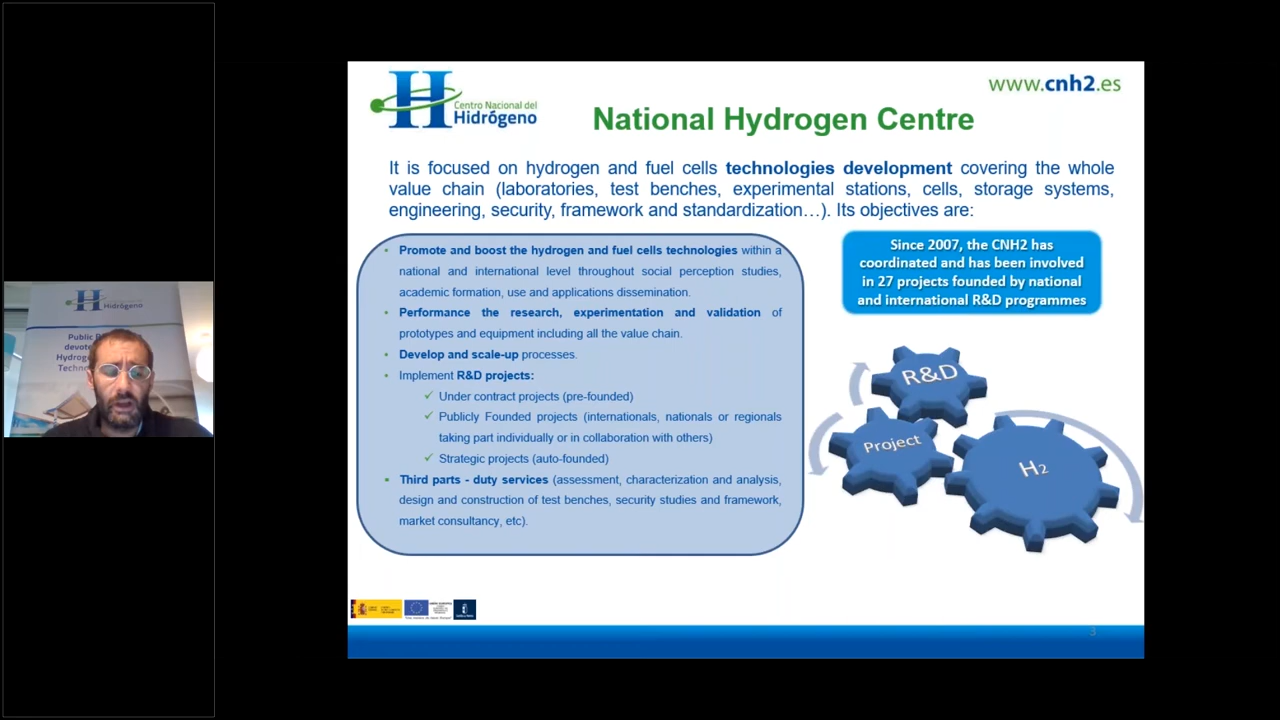 Centro Nacional del
Hidrógeno
www.cnh2.es
National Hydrogen Centre
It is focused on hydrogen and fuel cells technologies development covering the whole
value chain (laboratories, test benches, experimental stations, cells, storage systems,
engineering, security, framework and standardization…). Its objectives are:
• Promote and boost the hydrogen and fuel cells technologies within a
national and international level throughout social perception studies,
academic formation, use and applications dissemination.
• Performance the research, experimentation and validation of
prototypes and equipment including all the value chain.
• Develop and scale-up processes.
• Implement R&D projects:
✓ Under contract projects (pre-founded)
✓ Publicly Founded projects (internationals, nationals or regionals
taking part individually or in collaboration with others)
✓ Strategic projects (auto-founded)
▪ Third parts - duty services (assessment, characterization and analysis,
design and construction of test benches, security studies and framework,
market consultancy, etc).
Since 2007, the CNH2 has
coordinated and has been involved
in 27 projects founded by national
and international R&D programmes
R&D
Project
H2
3
Hidrógeno
Public
devote
Hydrog
Techn